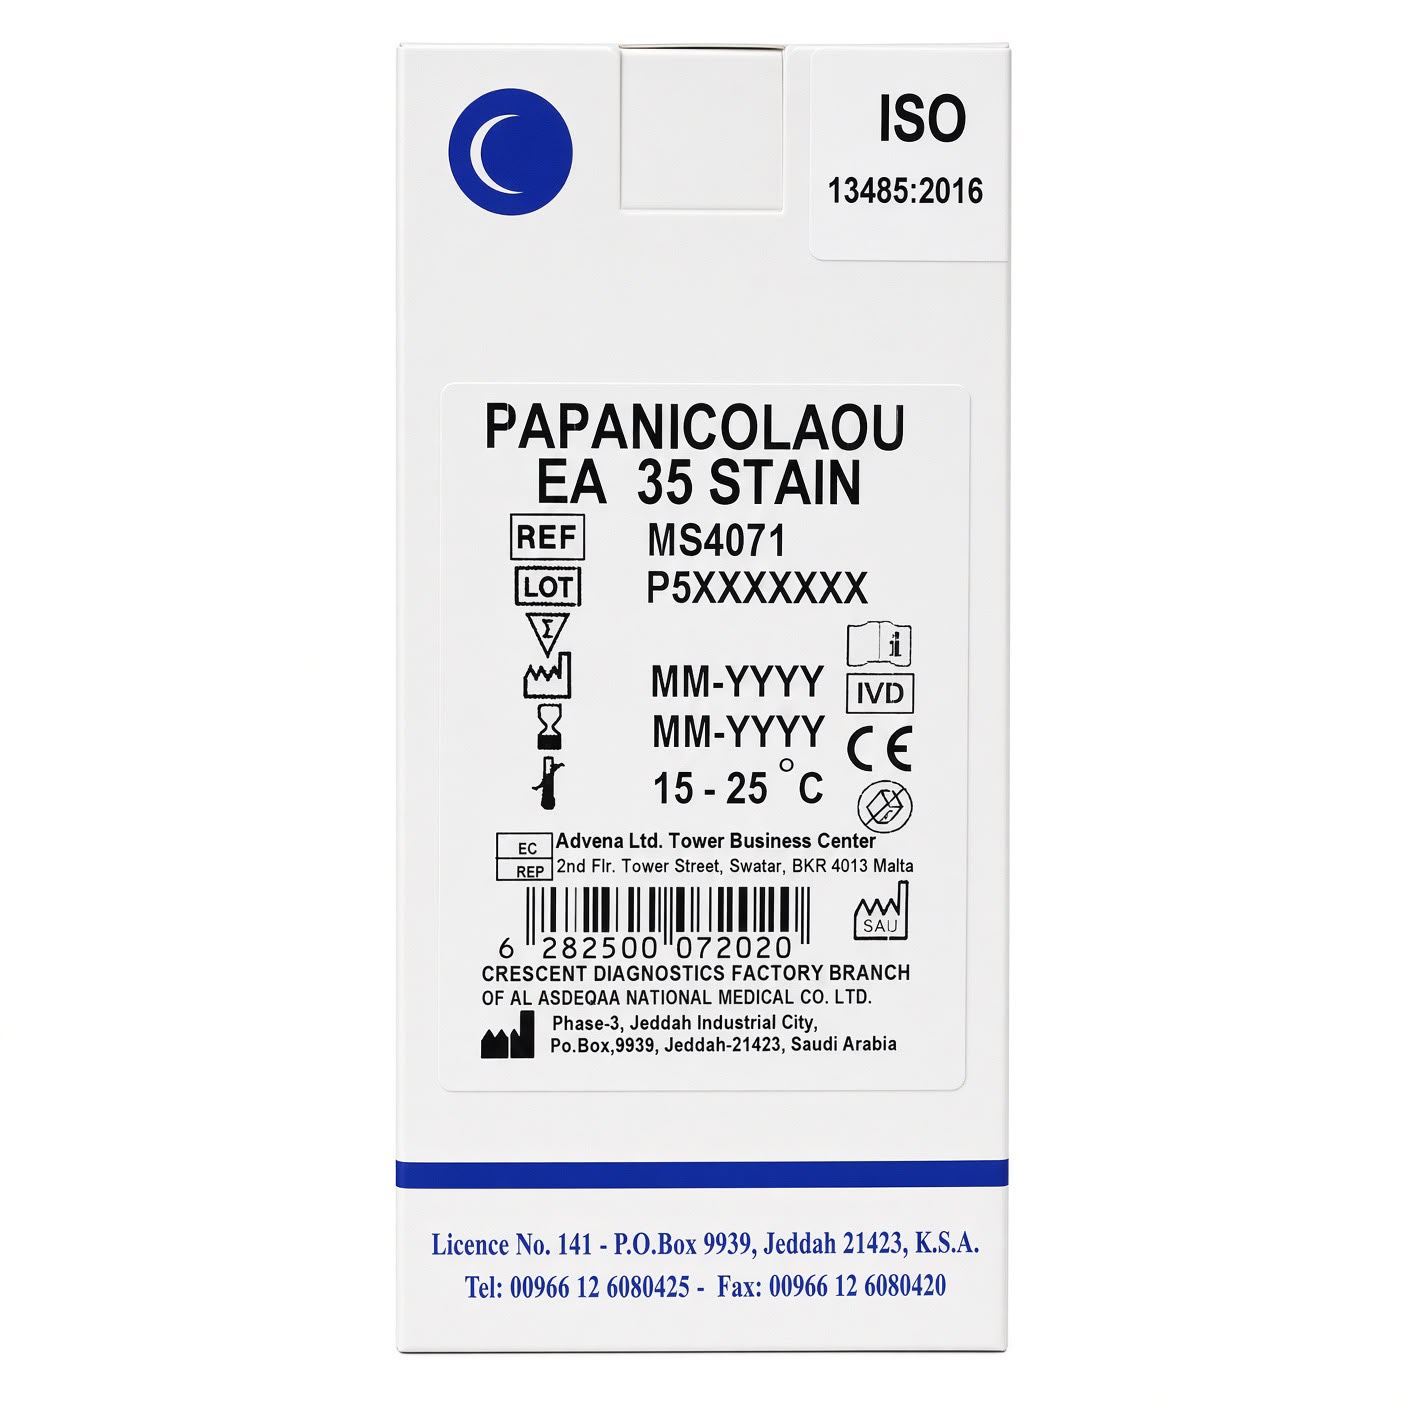 ISO
13485:2016
PAPANICOLAOU
EA 35 STAIN
REF MS4071
LOT P5XXXXXXX
Σ
i
MM-YYYY
IVD
MM-YYYY
CE
15 - 25 °C
EC REP
Advena Ltd. Tower Business Center
2nd Flr. Tower Street, Swatar, BKR 4013 Malta
SAU
6 282500 072020
CRESCENT DIAGNOSTICS FACTORY BRANCH
OF AL ASDEQAA NATIONAL MEDICAL CO. LTD.
Phase-3, Jeddah Industrial City,
Po.Box,9939, Jeddah-21423, Saudi Arabia
Licence No. 141 - P.O.Box 9939, Jeddah 21423, K.S.A.
Tel: 00966 12 6080425 - Fax: 00966 12 6080420